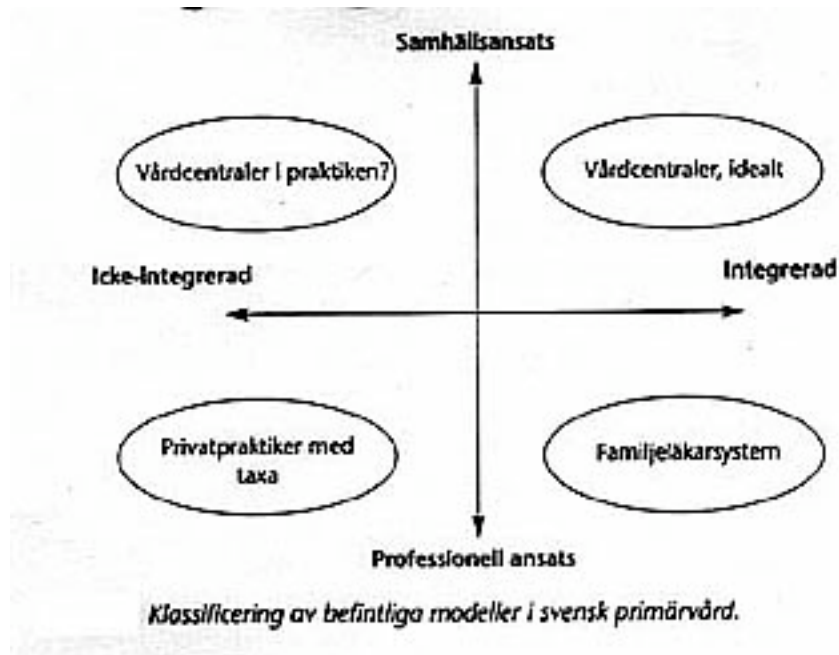 Samhällsansats
Vårdcentraler i praktiken?
Vårdcentraler, idealt
Icke-integrerad
Integrerad
Privatpraktiker med
taxa
Familjeläkarsystem
Professionell ansats
Klassificering av befintliga modeller i svensk primärvård.